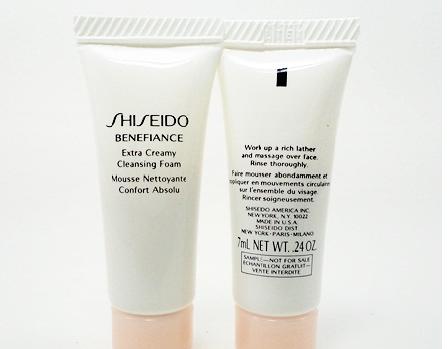 SHISEIDO
BENEFIANCE
Extra Creamy
Cleansing Foam
Mousse Nettoyante
Confort Absolu
Work up a rich lather
and massage over face.
Rinse thoroughly.
Faire mousser abondamment et
appliquer en mouvements circulaires
sur l'ensemble du visage.
Rincer soigneusement.
SHISEIDO AMERICA INC.
NEW YORK, N.Y. 10022
MADE IN U.S.A.
SHISEIDO DIST
NEW YORK·PARIS·MILANO
7mL NET WT. .24 OZ.
SAMPLE—NOT FOR SALE
ÉCHANTILLON GRATUIT—
VENTE INTERDITE